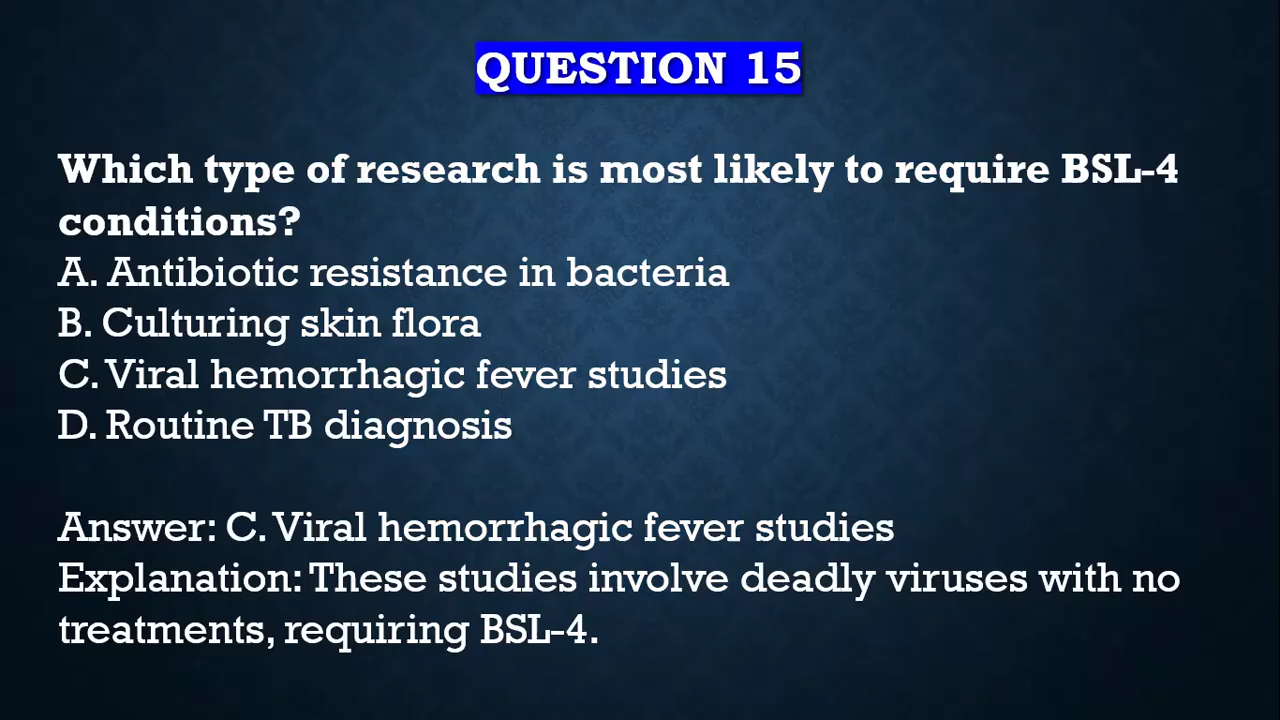 QUESTION 15
Which type of research is most likely to require BSL-4
conditions?
A. Antibiotic resistance in bacteria
B. Culturing skin flora
C. Viral hemorrhagic fever studies
D. Routine TB diagnosis
Answer: C. Viral hemorrhagic fever studies
Explanation: These studies involve deadly viruses with no
treatments, requiring BSL-4.